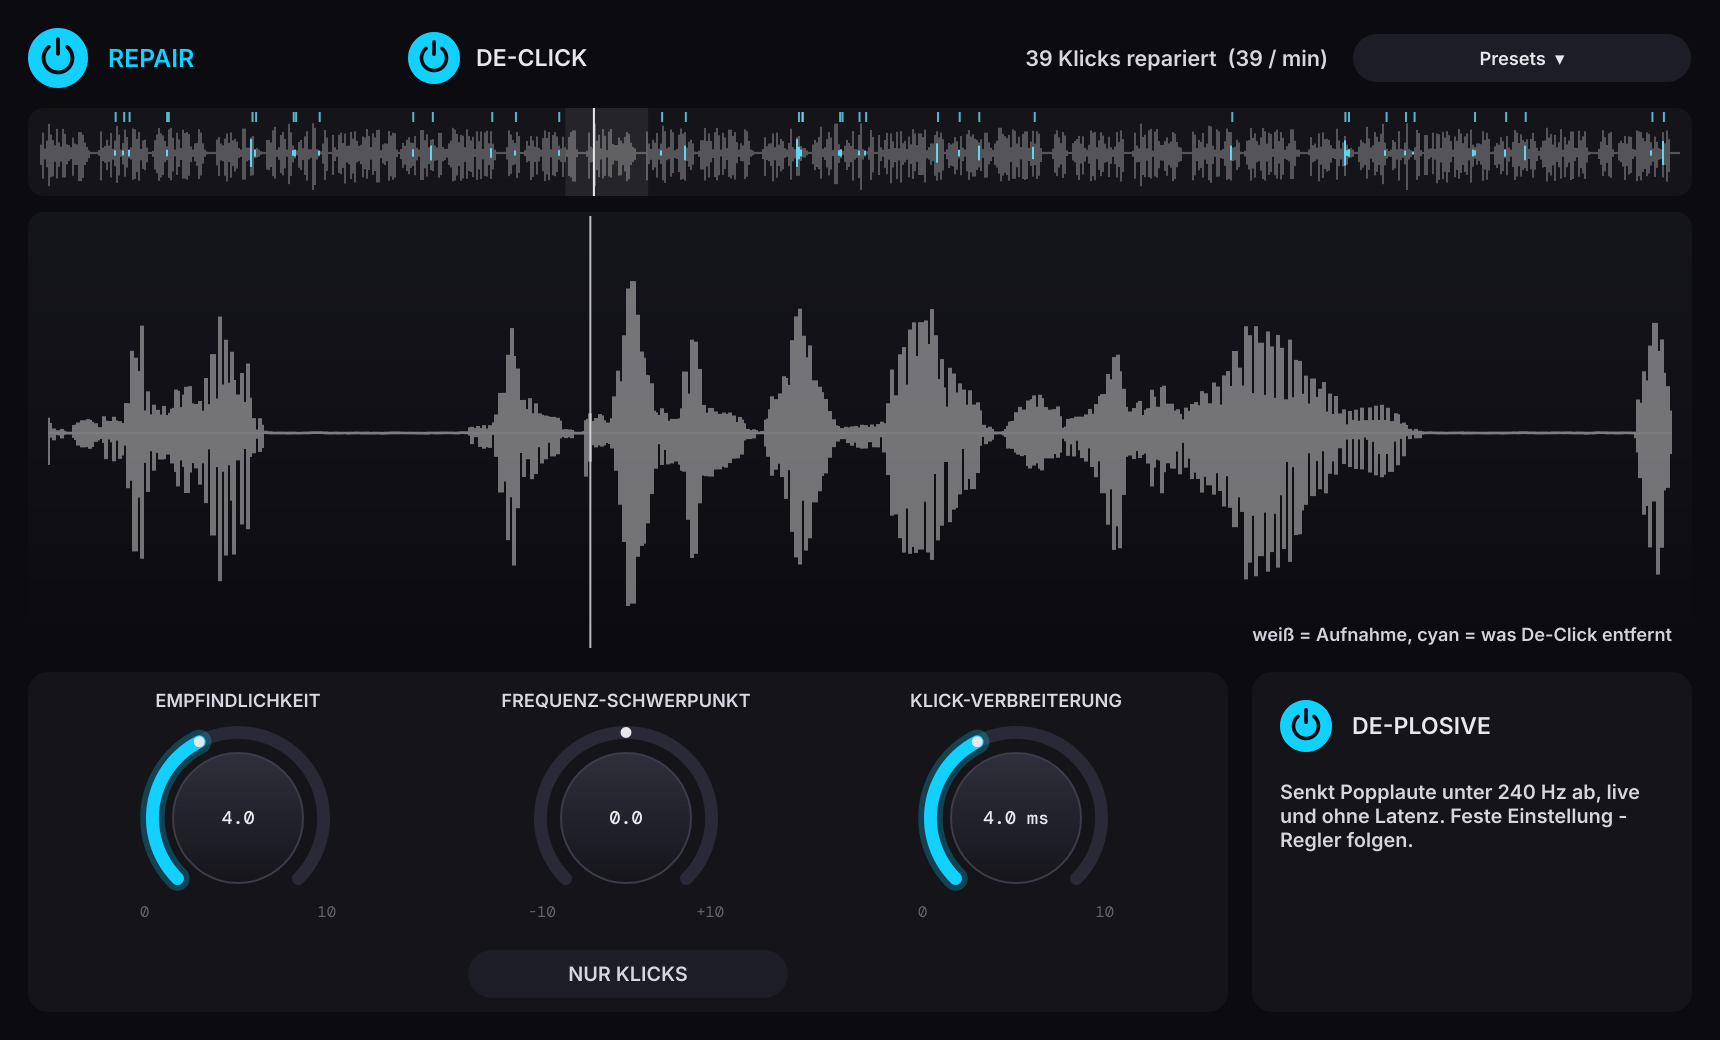 REPAIR
DE-CLICK
39 Klicks repariert (39 / min)
Presets ▼
weiß = Aufnahme, cyan = was De-Click entfernt
EMPFINDLICHKEIT
FREQUENZ-SCHWERPUNKT
KLICK-VERBREITERUNG
4.0
0.0
4.0 ms
0
10
-10
+10
0
10
NUR KLICKS
DE-PLOSIVE
Senkt Popplaute unter 240 Hz ab, live
und ohne Latenz. Feste Einstellung -
Regler folgen.